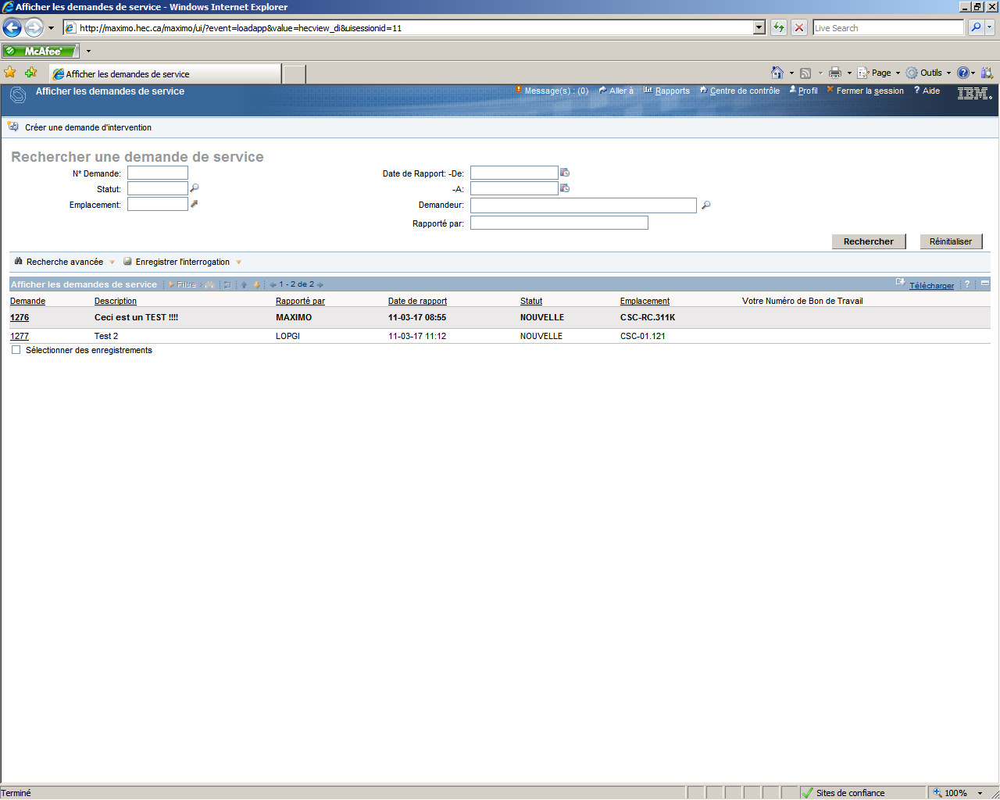 Afficher les demandes de service - Windows Internet Explorer
http://maximo.hec.ca/maximo/ui/?event=loadapp&value=hecview_di&uisessionid=11
Live Search
McAfee
Afficher les demandes de service
Page
Outils
Afficher les demandes de service
Message(s) : (0) Aller à Rapports Centre de contrôle Profil Fermer la session ? Aide IBM.
Créer une demande d'intervention
Rechercher une demande de service
N° Demande: Date de Rapport: -De:
Statut: -A:
Emplacement: Demandeur:
Rapporté par:
Rechercher Réinitialiser
Recherche avancée Enregistrer l'interrogation
Afficher les demandes de service Filtre 1 - 2 de 2 Télécharger ?
Demande Description Rapporté par Date de rapport Statut Emplacement Votre Numéro de Bon de Travail
1276 Ceci est un TEST !!!! MAXIMO 11-03-17 08:55 NOUVELLE CSC-RC.311K
1277 Test 2 LOPGI 11-03-17 11:12 NOUVELLE CSC-01.121
Sélectionner des enregistrements
Terminé Sites de confiance 100%